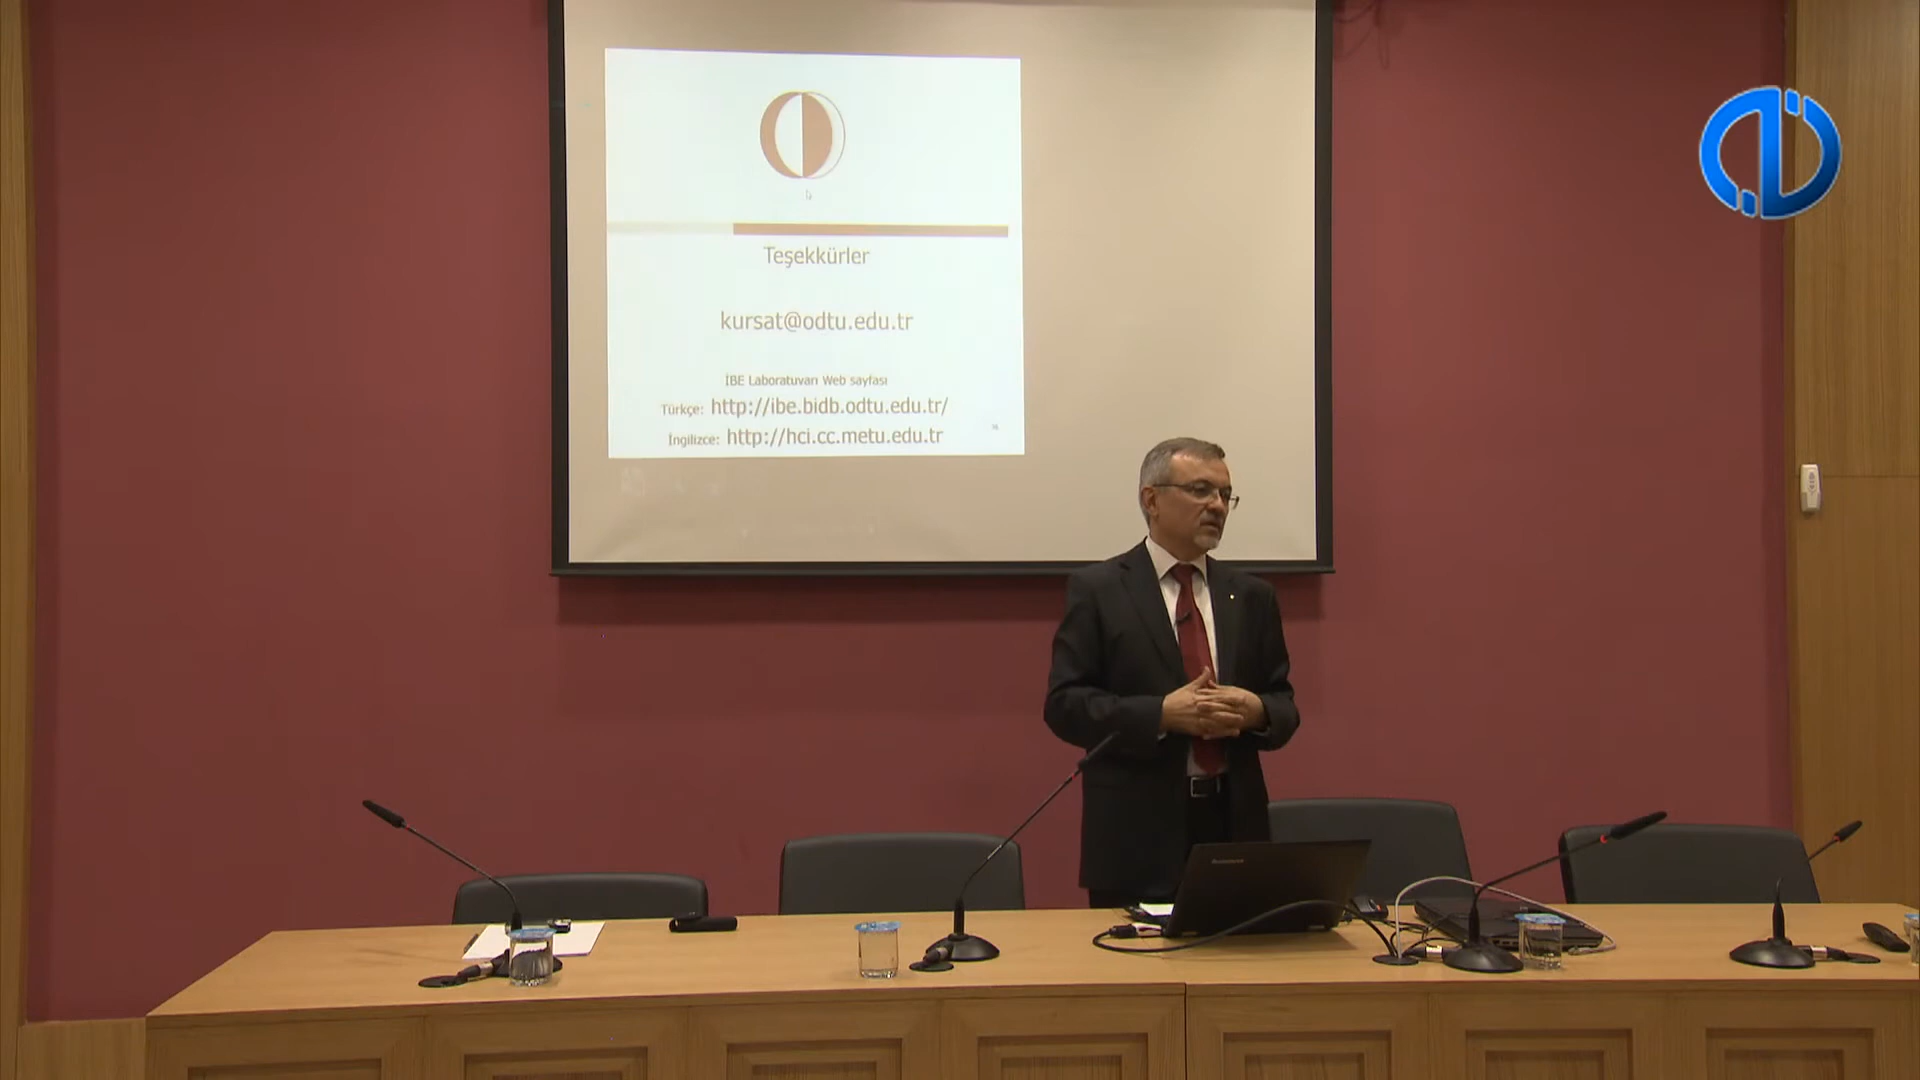 Teşekkürler
kursat@odtu.edu.tr
İBE Laboratuvarı Web sayfası
Türkçe: http://ibe.bidb.odtu.edu.tr/
İngilizce: http://hci.cc.metu.edu.tr